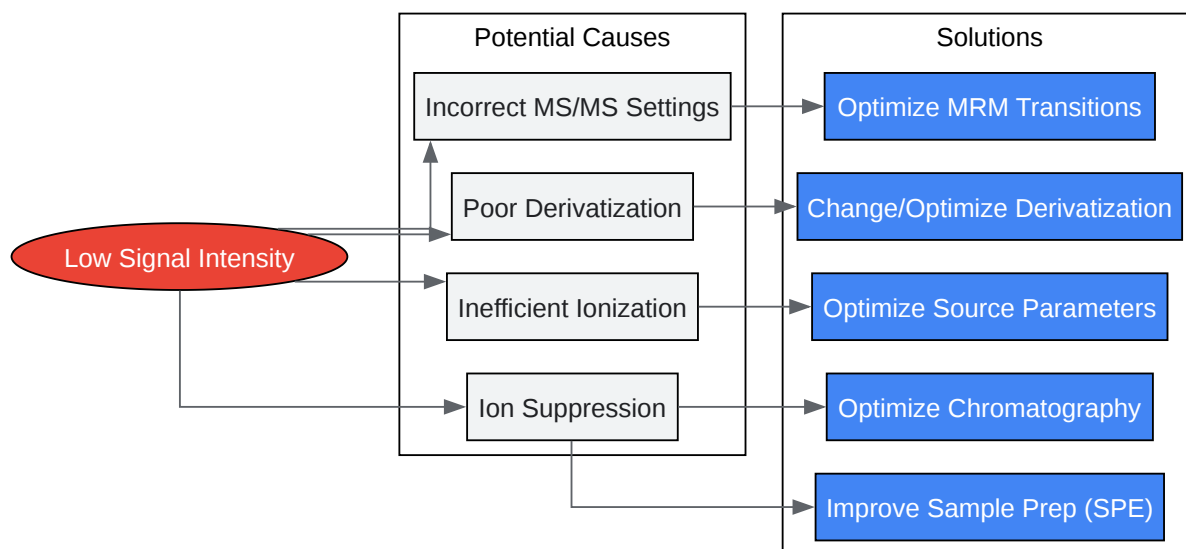 Potential Causes
Solutions
Incorrect MS/MS Settings
Optimize MRM Transitions
Poor Derivatization
Change/Optimize Derivatization
Low Signal Intensity
Inefficient Ionization
Optimize Source Parameters
Ion Suppression
Optimize Chromatography
Improve Sample Prep (SPE)